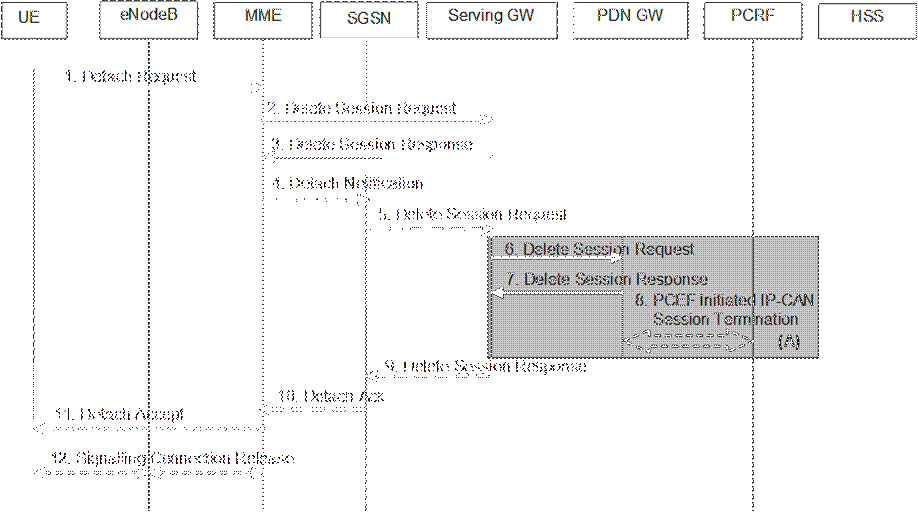 UE eNodeB MME SGSN Serving GW PDN GW PCRF HSS
1. Detach Request
2. Delete Session Request
3. Delete Session Response
4. Detach Notification
5. Delete Session Request
6. Delete Session Request
7. Delete Session Response
8. PCEF Initiated IP-CAN
Session Termination
(A)
9. Delete Session Response
10. Detach Ack
11. Detach Accept
12. Signalling Connection Release